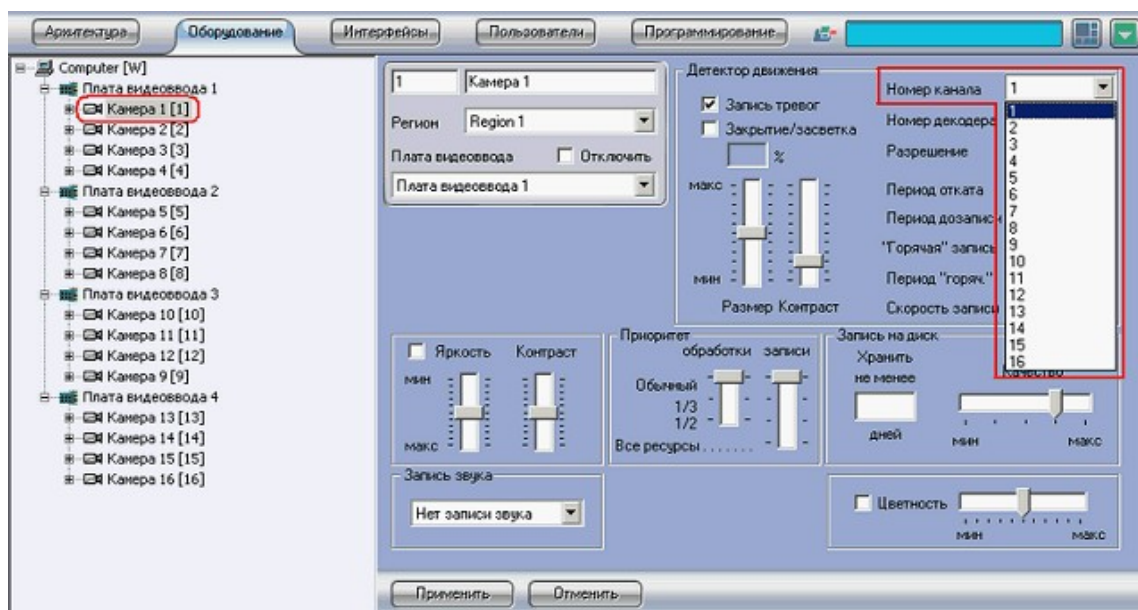 Архитектура Оборудование Интерфейсы Пользователи Программирование
Computer [W]
Плата видеоввода 1
Камера 1 [1]
Камера 2 [2]
Камера 3 [3]
Камера 4 [4]
Плата видеоввода 2
Камера 5 [5]
Камера 6 [6]
Камера 7 [7]
Камера 8 [8]
Плата видеоввода 3
Камера 10 [10]
Камера 11 [11]
Камера 12 [12]
Камера 9 [9]
Плата видеоввода 4
Камера 13 [13]
Камера 14 [14]
Камера 15 [15]
Камера 16 [16]
1 Камера 1
Регион Region 1
Плата видеоввода Отключить
Плата видеоввода 1
Детектор движения
Запись тревог
Закрытие/засветка
%
макс
мин
Размер Контраст
Номер канала 1
Номер декодера
Разрешение
Период отката
Период дозаписи
"Горячая" запись
Период "горяч."
Скорость записи
1
2
3
4
5
6
7
8
9
10
11
12
13
14
15
16
Яркость Контраст
мин
макс
Приоритет
обработки записи
Обычный
1/3
1/2
Все ресурсы.......
Запись на диск
Хранить
не менее
дней
Качество
мин макс
Запись звука
Нет записи звука
Цветность
мин макс
Применить Отменить